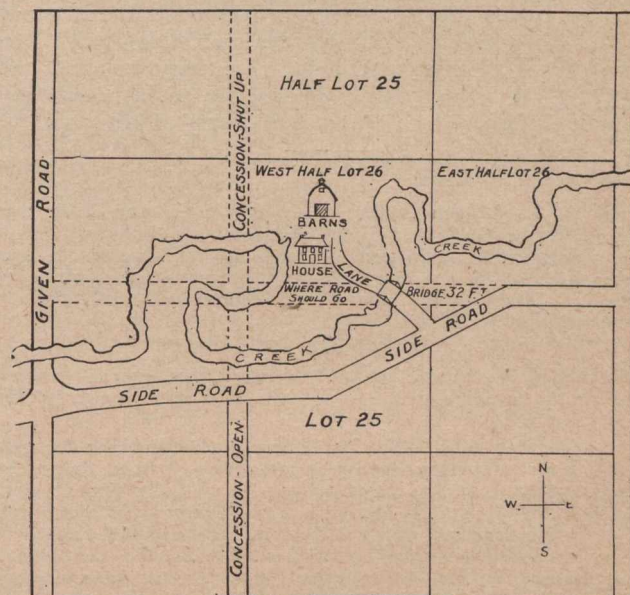 HALF LOT 25
CONCESSION-SHUT UP
GIVEN ROAD
WEST HALF LOT 26
EAST HALF LOT 26
BARNS
CREEK
HOUSE
LANE
WHERE ROAD
SHOULD GO
BRIDGE 32 FT
CREEK
SIDE ROAD
SIDE ROAD
LOT 25
CONCESSION-OPEN
N
W
E
S